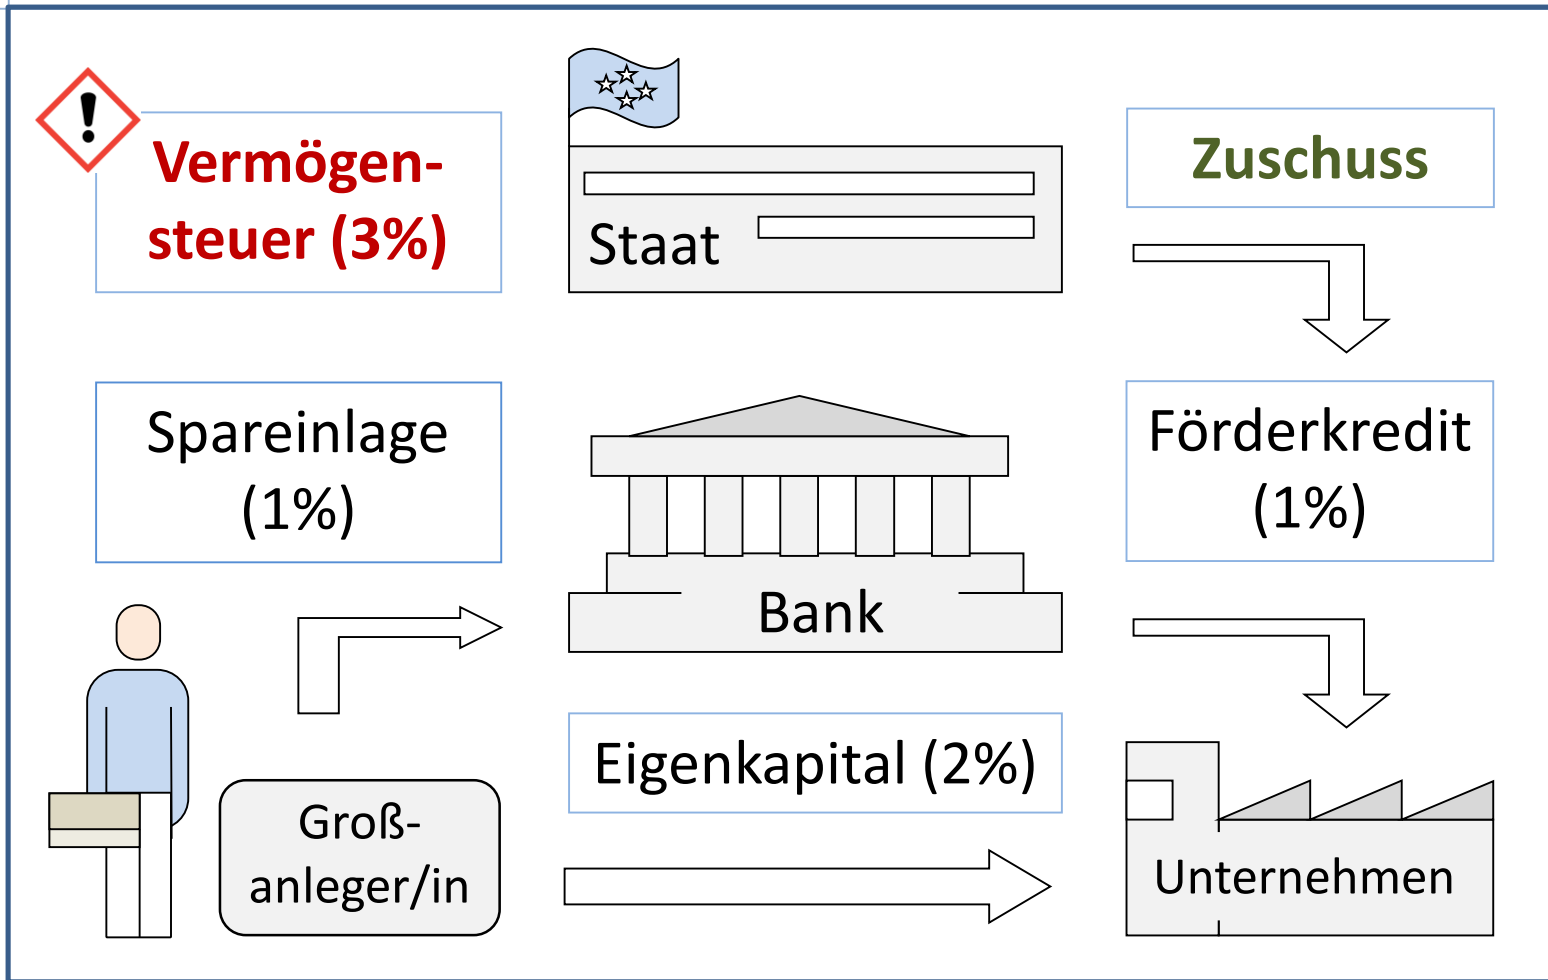 Vermögen-
steuer (3%)
Staat
Zuschuss
Spareinlage
(1%)
Bank
Förderkredit
(1%)
Eigenkapital (2%)
Groß-
anleger/in
Unternehmen